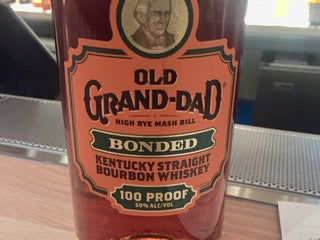 OLD
GRAND-DAD
HIGH RYE MASH BILL
BONDED
KENTUCKY STRAIGHT
BOURBON WHISKEY
100 PROOF
50% ALC/VOL